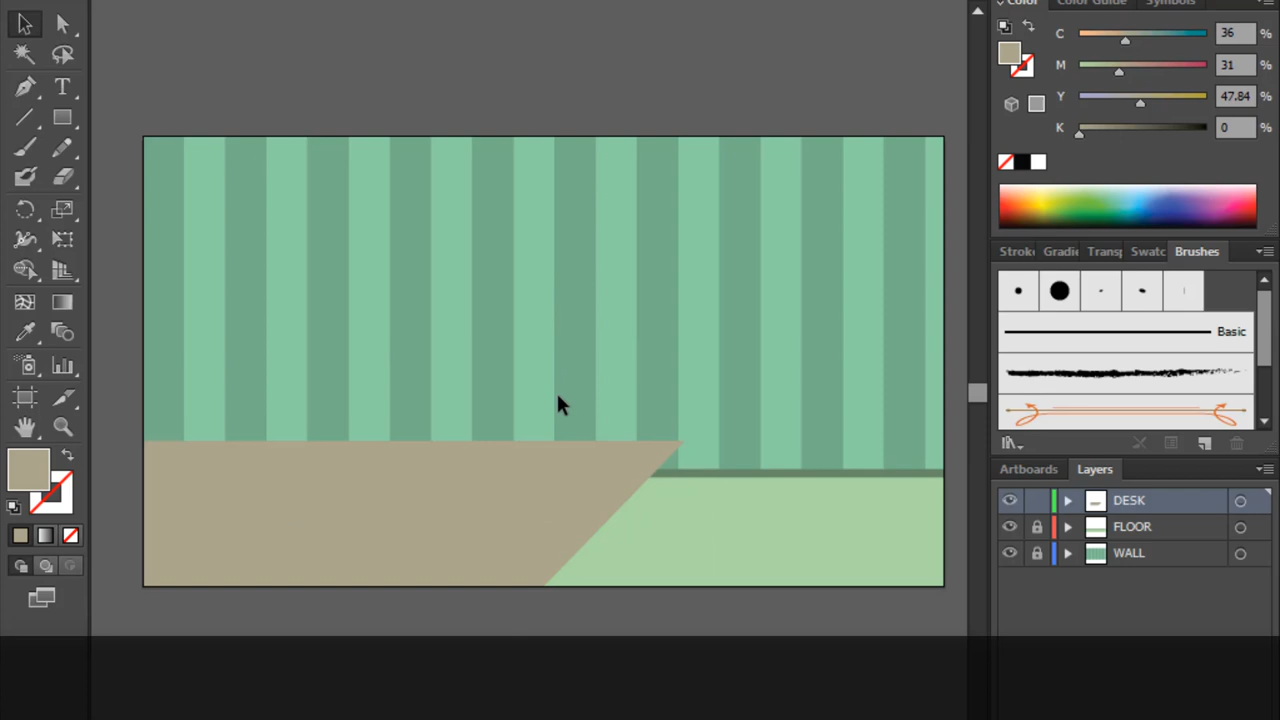 Color Color Guide Symbols
C 36 %
M 31 %
Y 47.84 %
K 0 %
T
Strok Gradi Transp Swatc Brushes
Basic
Artboards Layers
DESK
FLOOR
WALL